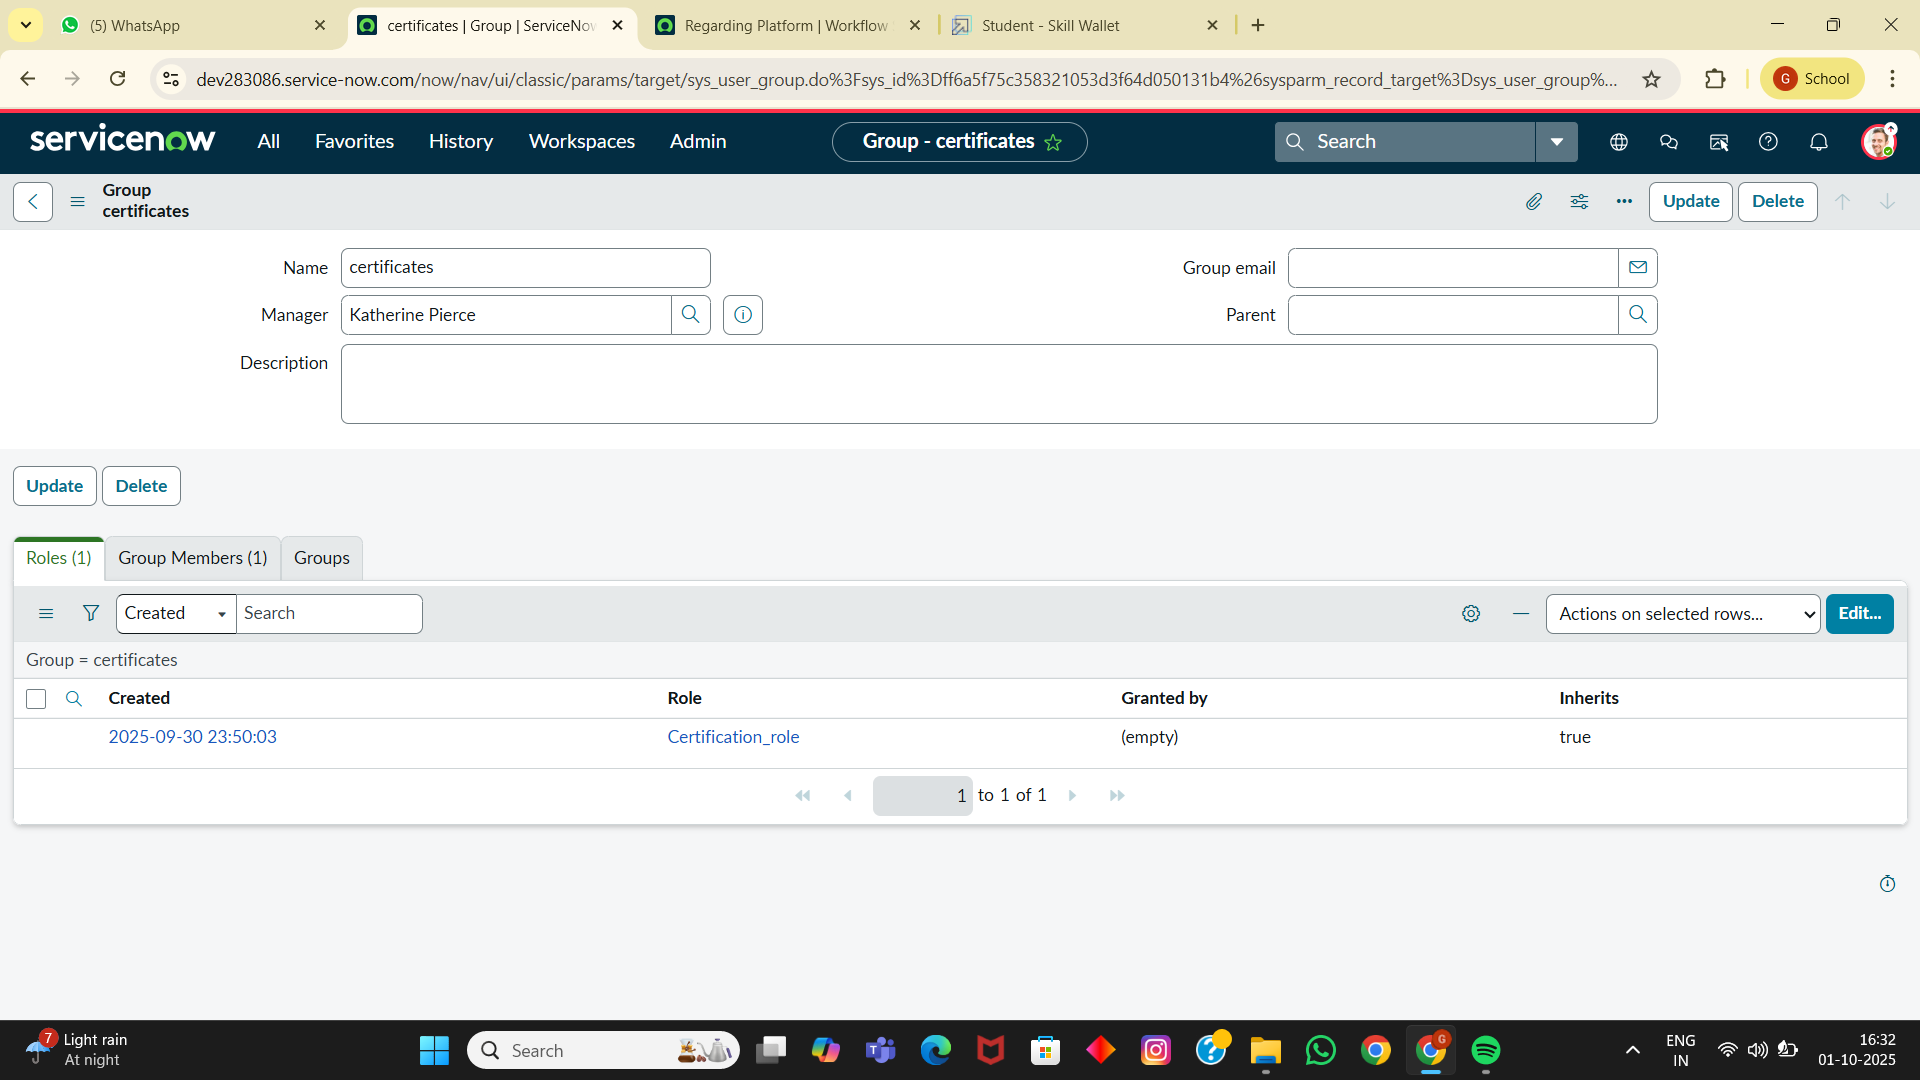 (5) WhatsApp
certificates | Group | ServiceNow
Regarding Platform | Workflow
Student - Skill Wallet
dev283086.service-now.com/now/nav/ui/classic/params/target/sys_user_group.do%3Fsys_id%3Dff6a5f75c358321053d3f64d050131b4%26sysparm_record_target%3Dsys_user_group%...
G School
servicenow
All Favorites History Workspaces Admin
Group - certificates
Search
Group
certificates
Update Delete
Name certificates
Group email
Manager Katherine Pierce
Parent
Description
Update Delete
Roles (1) Group Members (1) Groups
Created Search
Actions on selected rows... Edit...
Group = certificates
Created Role Granted by Inherits
2025-09-30 23:50:03 Certification_role (empty) true
1 to 1 of 1
7 Light rain
At night
Search
G
ENG
IN
16:32
01-10-2025